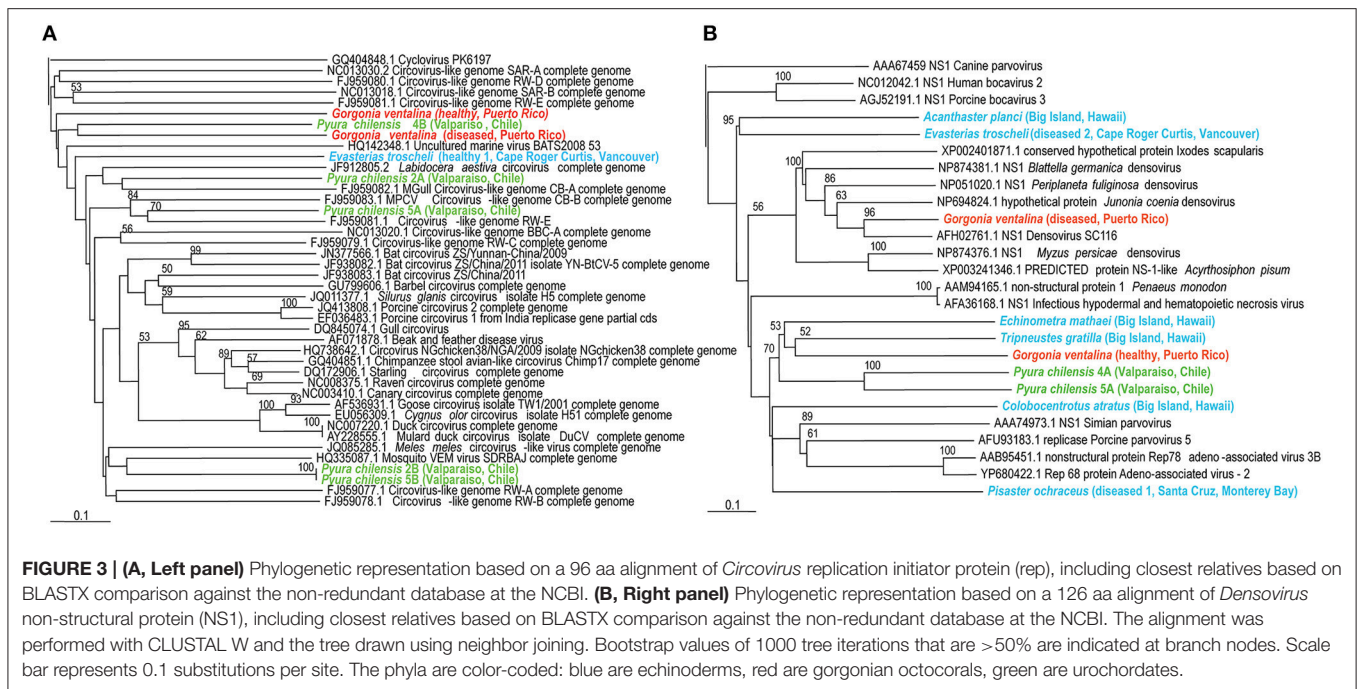 A
GQ404848.1 Cyclovirus PK6197
NC013030.2 Circovirus-like genome SAR-A complete genome
FJ959080.1 Circovirus-like genome RW-D complete genome
NC013018.1 Circovirus-like genome SAR-B complete genome
53
FJ959081.1 Circovirus-like genome RW-E complete genome
Gorgonia ventalina (healthy, Puerto Rico)
Pyura chilensis 4B (Valpariso, Chile)
Gorgonia ventalina (diseased, Puerto Rico)
HQ142348.1 Uncultured marine virus BATS2008 53
Evasterias troscheli (healthy 1, Cape Roger Curtis, Vancouver)
JF912805.2 Labidocera aestiva circovirus complete genome
Pyura chilensis 2A (Valparaiso, Chile)
FJ959082.1 MGull Circovirus-like genome CB-A complete genome
84
FJ959083.1 MPCV Circovirus -like genome CB-B complete genome
70
Pyura chilensis 5A (Valparaiso, Chile)
FJ959081.1 Circovirus -like genome RW-E
56
NC013020.1 Circovirus-like genome BBC-A complete genome
FJ959079.1 Circovirus-like genome RW-C complete genome
99
JN377566.1 Bat circovirus ZS/Yunnan-China/2009
JF938082.1 Bat circovirus ZS/China/2011 isolate YN-BtCV-5 complete genome
JF938083.1 Bat circovirus ZS/China/2011
50
GU799606.1 Barbel circovirus complete genome
59
JQ011377.1 Silurus glanis circovirus isolate H5 complete genome
100
JQ413808.1 Porcine circovirus 2 complete genome
EF036483.1 Porcine circovirus 1 from India replicase gene partial cds
95
DQ845074.1 Gull circovirus
53
62
AF071878.1 Beak and feather disease virus
HQ738642.1 Circovirus NGchicken38/NGA/2009 isolate NGchicken38 complete genome
89
57
GQ404851.1 Chimpanzee stool avian-like circovirus Chimp17 complete genome
DQ172906.1 Starling circovirus complete genome
69
NC008375.1 Raven circovirus complete genome
NC003410.1 Canary circovirus complete genome
93
AF536931.1 Goose circovirus isolate TW1/2001 complete genome
100
EU056309.1 Cygnus olor circovirus isolate H51 complete genome
100
NC007220.1 Duck circovirus complete genome
AY228555.1 Mulard duck circovirus isolate DuCV complete genome
JQ085285.1 Meles meles circovirus -like virus complete genome
HQ335087.1 Mosquito VEM virus SDRBAJ complete genome
100
Pyura chilensis 2B (Valparaiso, Chile)
Pyura chilensis 5B (Valparaiso, Chile)
FJ959077.1 Circovirus-like genome RW-A complete genome
FJ959078.1 Circovirus -like genome RW-B complete genome
0.1
B
AAA67459 NS1 Canine parvovirus
100
NC012042.1 NS1 Human bocavirus 2
AGJ52191.1 NS1 Porcine bocavirus 3
95
Acanthaster planci (Big Island, Hawaii)
Evasterias troscheli (diseased 2, Cape Roger Curtis, Vancouver)
100
XP002401871.1 conserved hypothetical protein Ixodes scapularis
NP874381.1 NS1 Blattella germanica densovirus
86
NP051020.1 NS1 Periplaneta fuliginosa densovirus
63
NP694824.1 hypothetical protein Junonia coenia densovirus
56
96
Gorgonia ventalina (diseased, Puerto Rico)
AFH02761.1 NS1 Densovirus SC116
100
NP874376.1 NS1 Myzus persicae densovirus
XP003241346.1 PREDICTED protein NS-1-like Acyrthosiphon pisum
100
AAM94165.1 non-structural protein 1 Penaeus monodon
AFA36168.1 NS1 Infectious hypodermal and hematopoietic necrosis virus
53
Echinometra mathaei (Big Island, Hawaii)
52
Tripneustes gratilla (Big Island, Hawaii)
70
Gorgonia ventalina (healthy, Puerto Rico)
100
Pyura chilensis 4A (Valparaiso, Chile)
Pyura chilensis 5A (Valparaiso, Chile)
Colobocentrotus atratus (Big Island, Hawaii)
89
AAA74973.1 NS1 Simian parvovirus
61
AFU93183.1 replicase Porcine parvovirus 5
100
AAB95451.1 nonstructural protein Rep78 adeno -associated virus 3B
YP680422.1 Rep 68 protein Adeno-associated virus - 2
Pisaster ochraceus (diseased 1, Santa Cruz, Monterey Bay)
0.1
FIGURE 3 | (A, Left panel) Phylogenetic representation based on a 96 aa alignment of Circovirus replication initiator protein (rep), including closest relatives based on
BLASTX comparison against the non-redundant database at the NCBI. (B, Right panel) Phylogenetic representation based on a 126 aa alignment of Densovirus
non-structural protein (NS1), including closest relatives based on BLASTX comparison against the non-redundant database at the NCBI. The alignment was
performed with CLUSTAL W and the tree drawn using neighbor joining. Bootstrap values of 1000 tree iterations that are >50% are indicated at branch nodes. Scale
bar represents 0.1 substitutions per site. The phyla are color-coded: blue are echinoderms, red are gorgonian octocorals, green are urochordates.